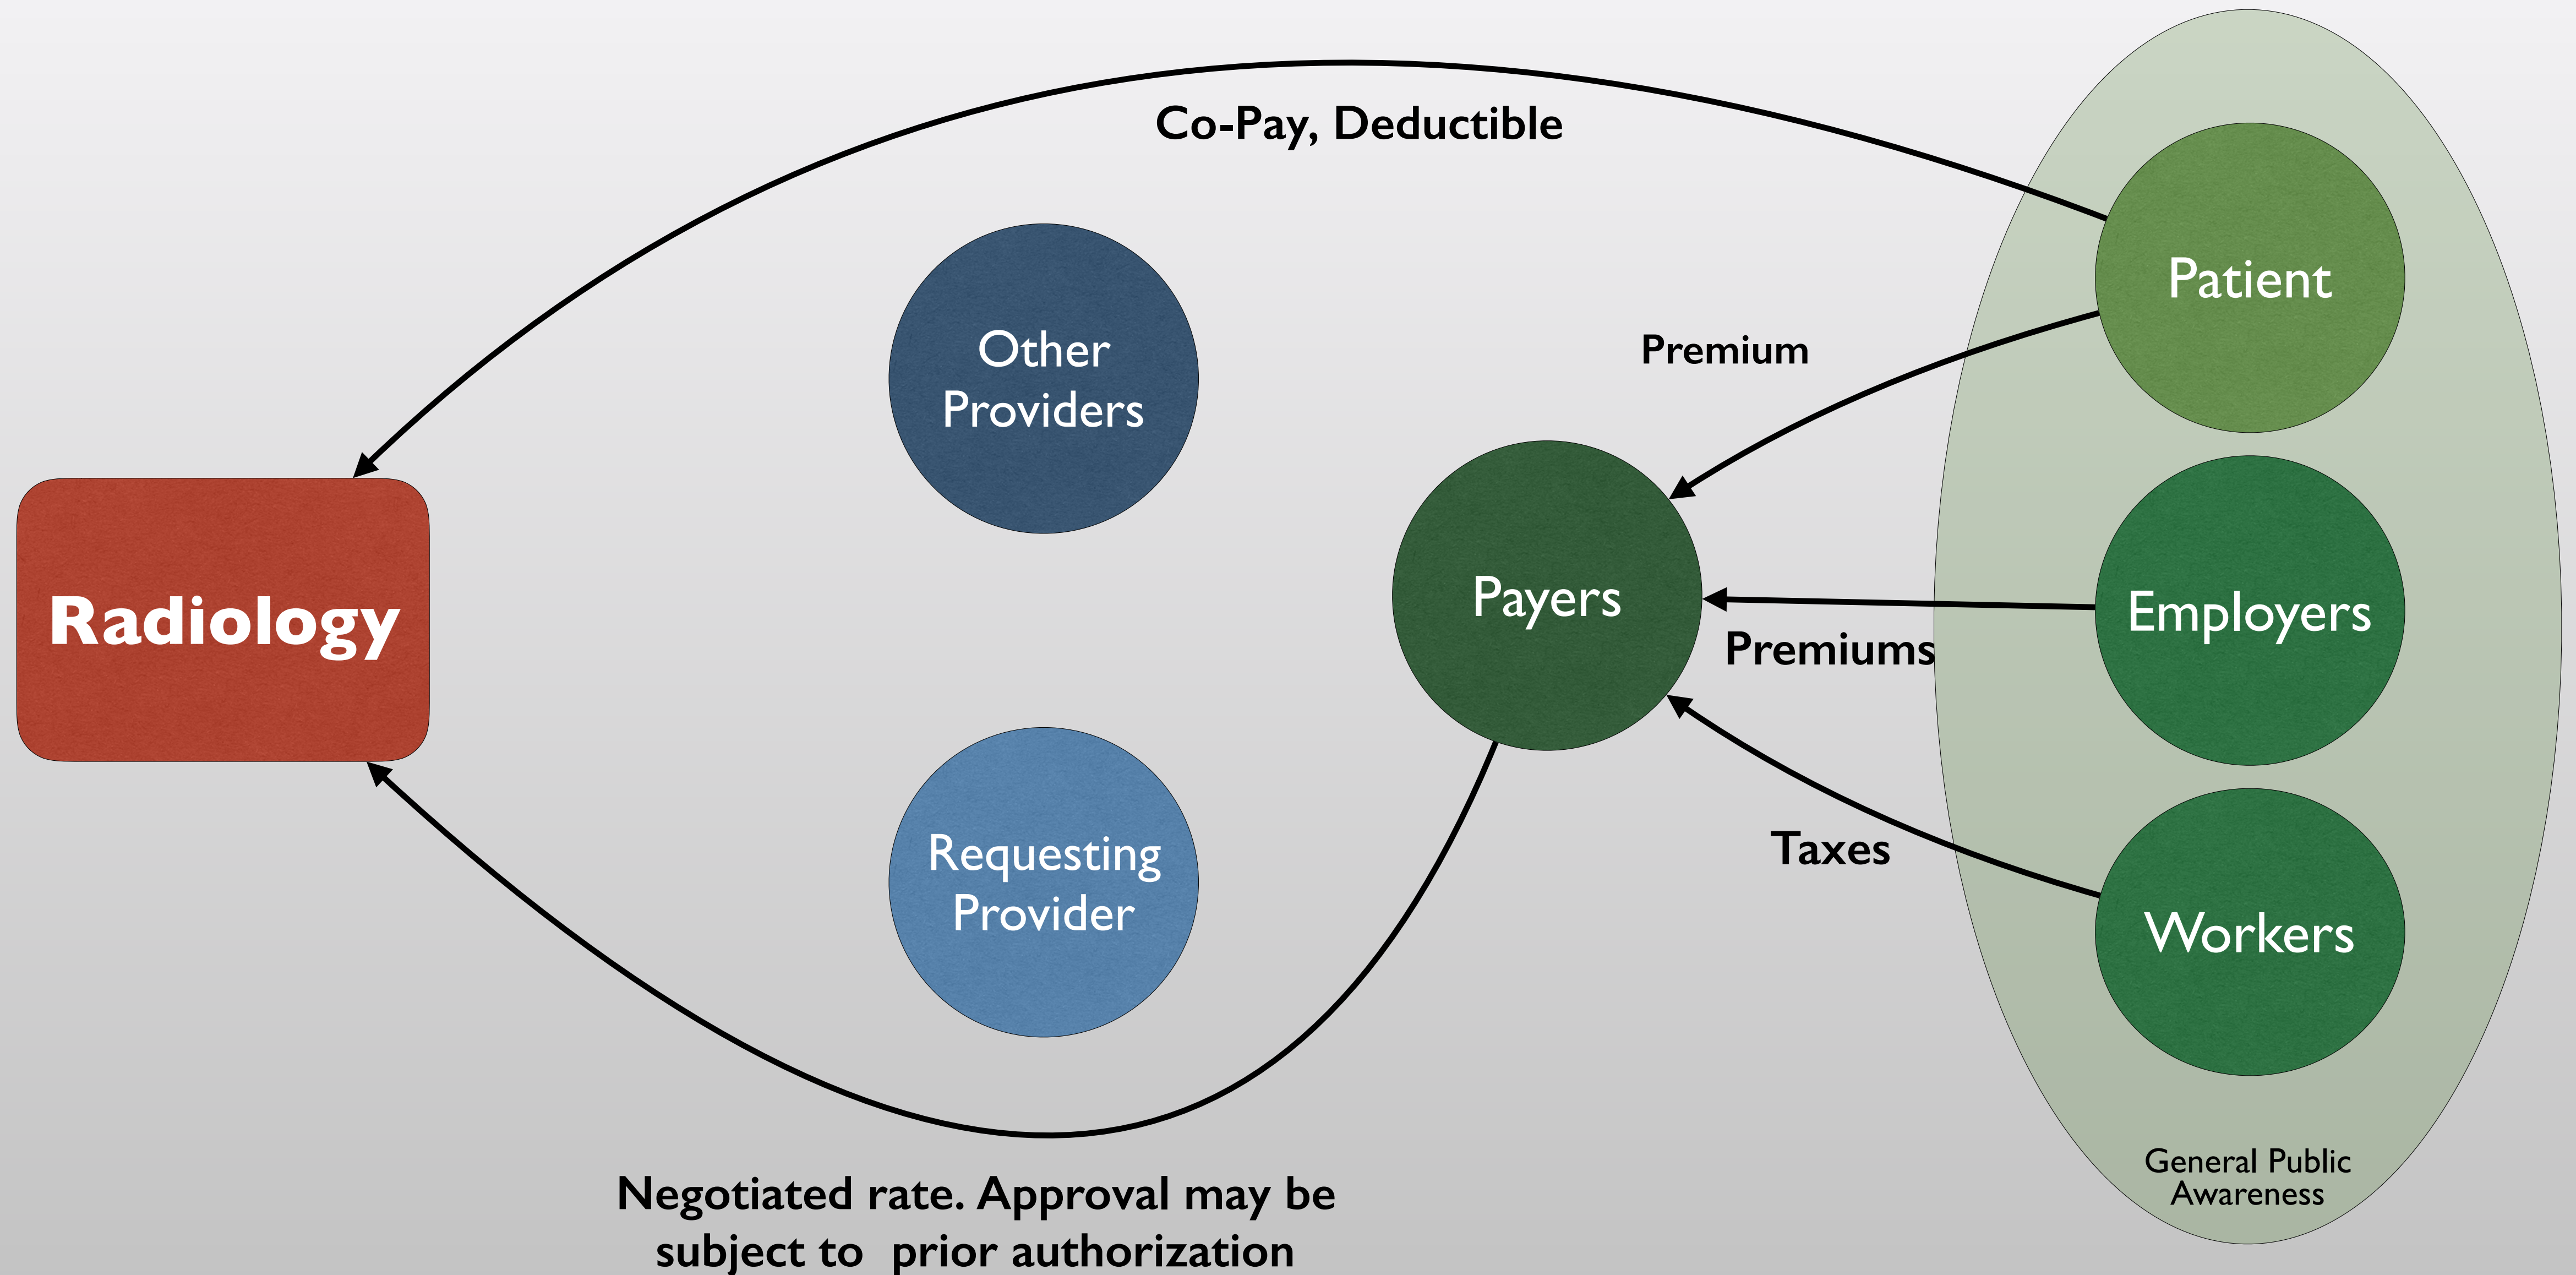 Co-Pay, Deductible
Patient
Other
Providers
Premium
Radiology
Payers
Employers
Premiums
Requesting
Provider
Taxes
Workers
General Public
Awareness
Negotiated rate. Approval may be
subject to  prior authorization